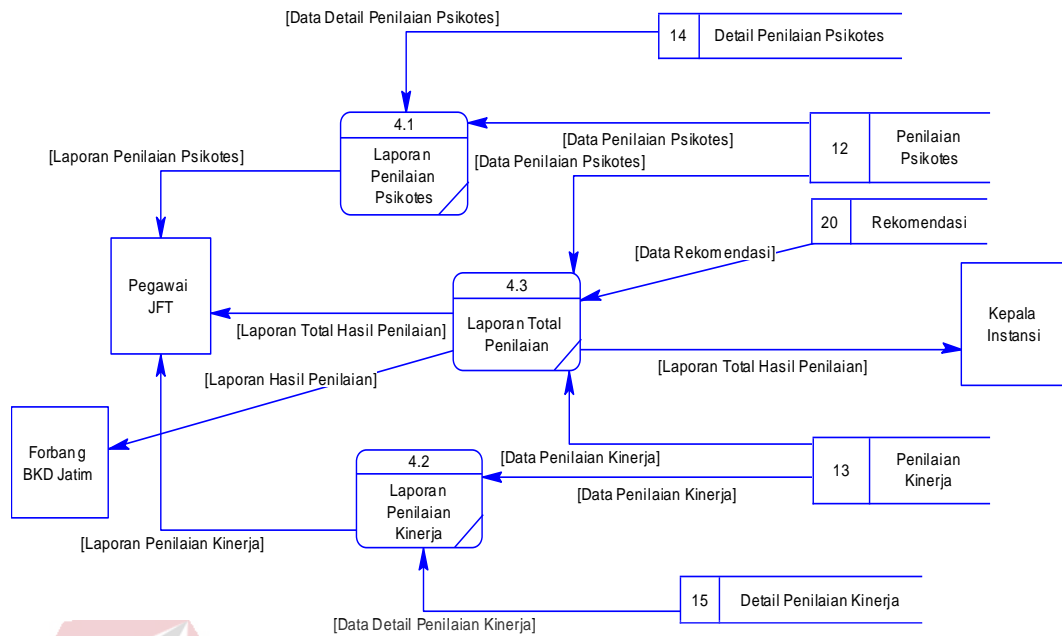 [Data Detail Penilaian Psikotes]
14
Detail Penilaian Psikotes
4.1
Laporan
Penilaian
Psikotes
[Data Penilaian Psikotes]
[Data Penilaian Psikotes]
12
Penilaian
Psikotes
[Laporan Penilaian Psikotes]
20
Rekomendasi
[Data Rekomendasi]
Pegawai
JFT
4.3
Laporan Total
Penilaian
[Laporan Total Hasil Penilaian]
Kepala
Instansi
[Laporan Total Hasil Penilaian]
[Laporan Hasil Penilaian]
Forbang
BKD Jatim
4.2
Laporan
Penilaian
Kinerja
[Data Penilaian Kinerja]
[Data Penilaian Kinerja]
13
Penilaian
Kinerja
[Laporan Penilaian Kinerja]
15
Detail Penilaian Kinerja
[Data Detail Penilaian Kinerja]